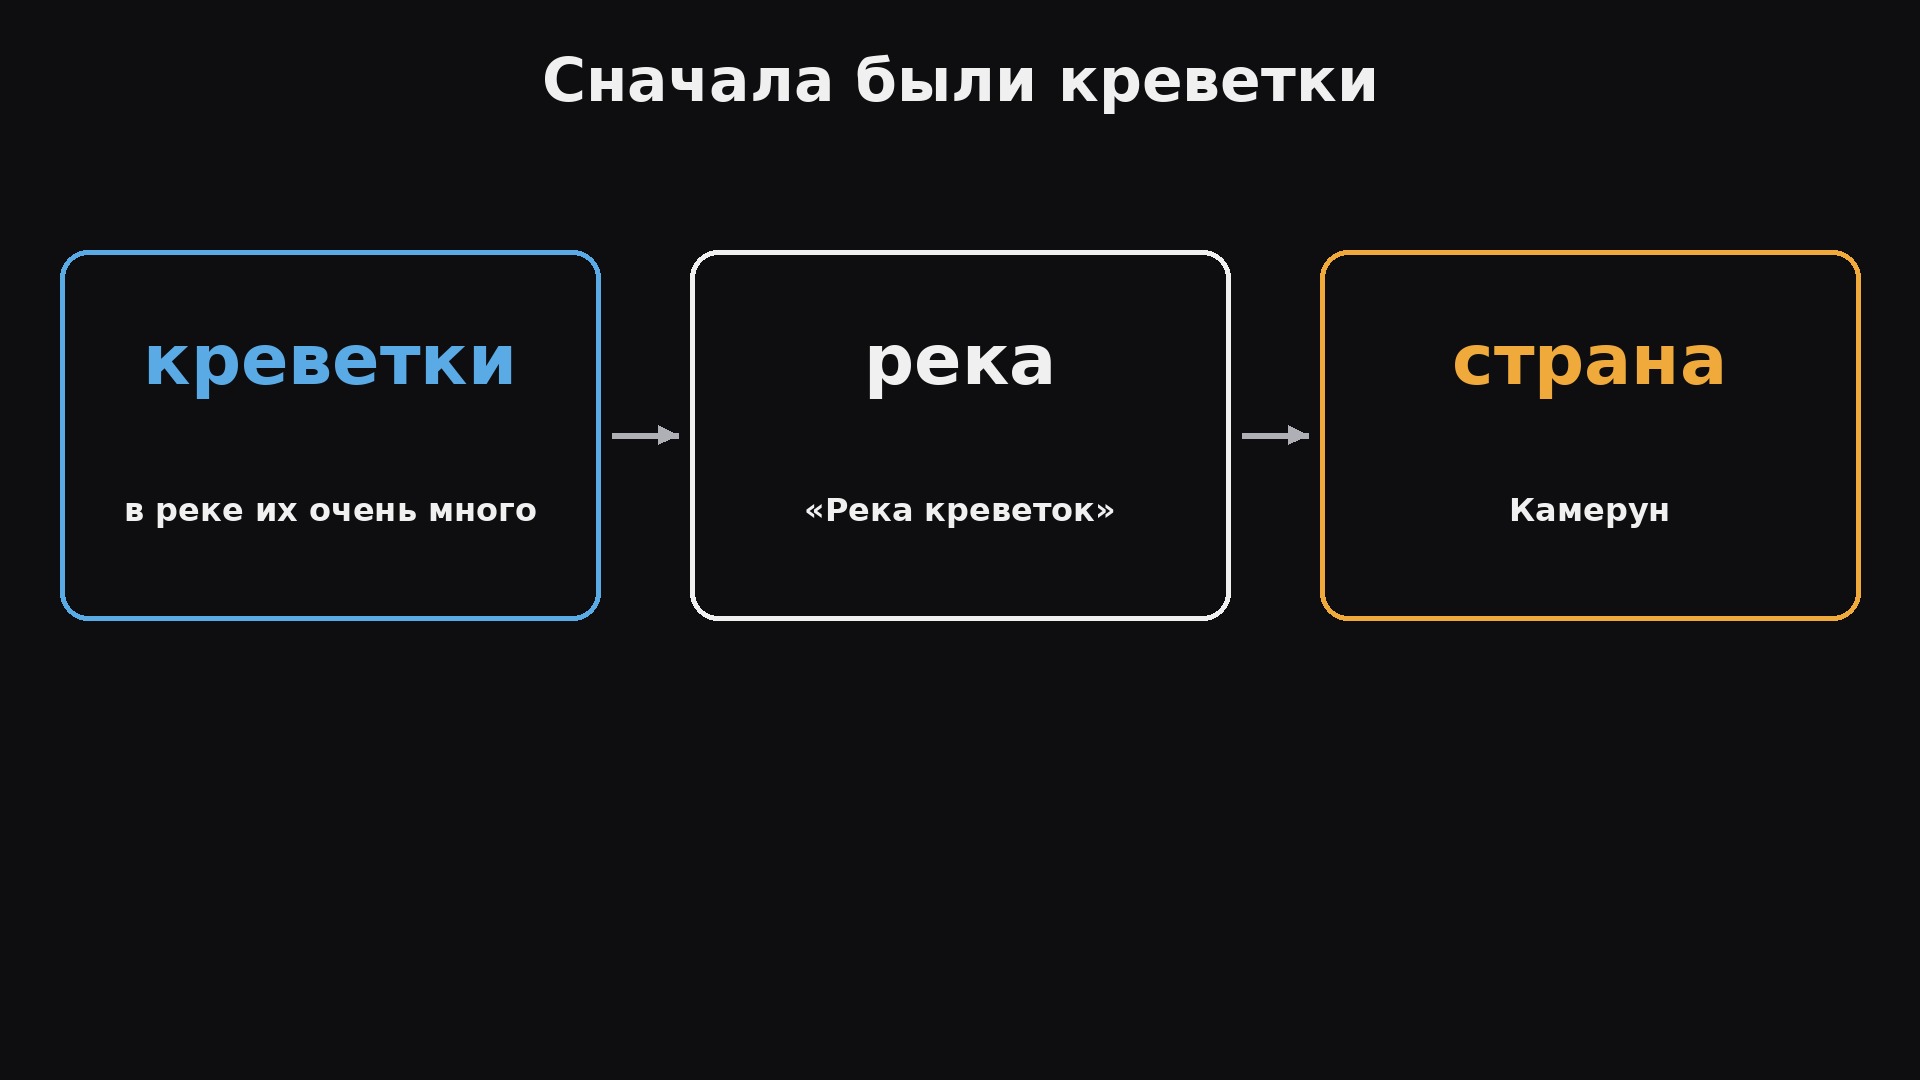 Сначала были креветки
креветки
в реке их очень много
река
«Река креветок»
страна
Камерун